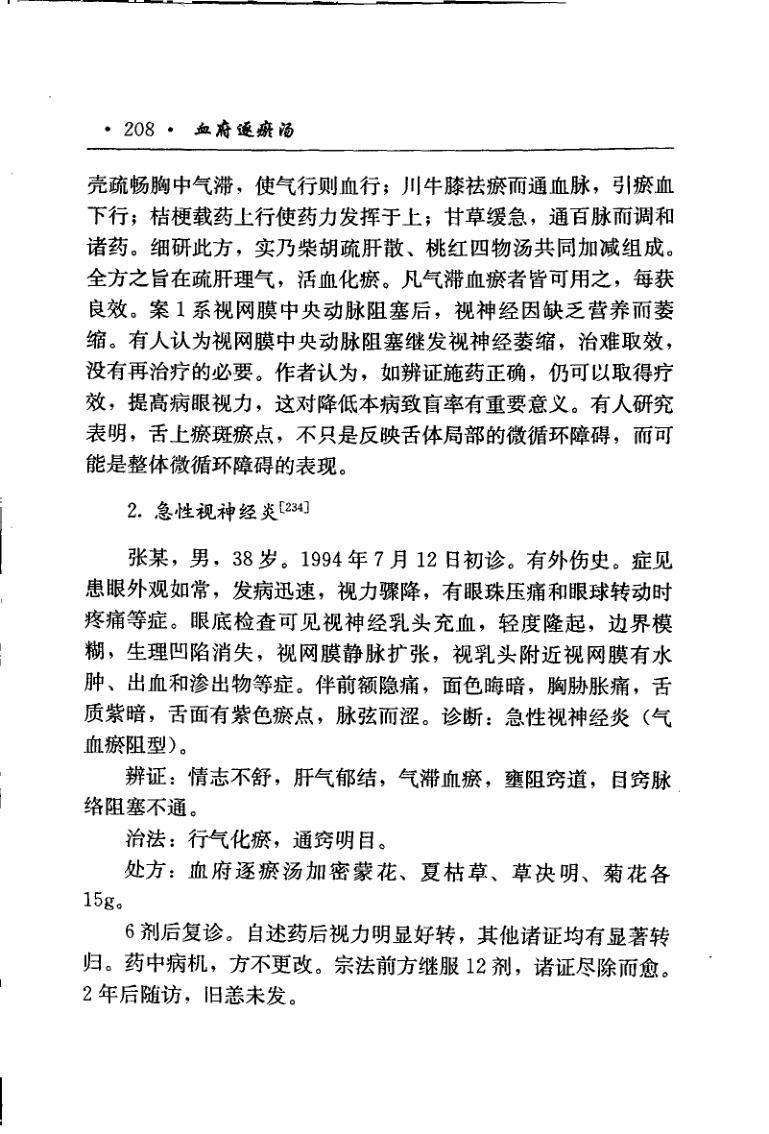 · 208 · 血府逐瘀汤
壳疏畅胸中气滞，使气行则血行；川牛膝祛瘀而通血脉，引瘀血
下行；桔梗载药上行使药力发挥于上；甘草缓急，通百脉而调和
诸药。细研此方，实乃柴胡疏肝散、桃红四物汤共同加减组成。
全方之旨在疏肝理气，活血化瘀。凡气滞血瘀者皆可用之，每获
良效。案 1 系视网膜中央动脉阻塞后，视神经因缺乏营养而萎
缩。有人认为视网膜中央动脉阻塞继发视神经萎缩，治难取效，
没有再治疗的必要。作者认为，如辨证施药正确，仍可以取得疗
效，提高病眼视力，这对降低本病致盲率有重要意义。有人研究
表明，舌上瘀斑瘀点，不只是反映舌体局部的微循环障碍，而可
能是整体微循环障碍的表现。
2. 急性视神经炎[234]
张某，男，38 岁。1994 年 7 月 12 日初诊。有外伤史。症见
患眼外观如常，发病迅速，视力骤降，有眼珠压痛和眼球转动时
疼痛等症。眼底检查可见视神经乳头充血，轻度隆起，边界模
糊，生理凹陷消失，视网膜静脉扩张，视乳头附近视网膜有水
肿、出血和渗出物等症。伴前额隐痛，面色晦暗，胸胁胀痛，舌
质紫暗，舌面有紫色瘀点，脉弦而涩。诊断：急性视神经炎（气
血瘀阻型）。
辨证：情志不舒，肝气郁结，气滞血瘀，壅阻窍道，目窍脉
络阻塞不通。
治法：行气化瘀，通窍明目。
处方：血府逐瘀汤加密蒙花、夏枯草、草决明、菊花各
15g。
6 剂后复诊。自述药后视力明显好转，其他诸证均有显著转
归。药中病机，方不更改。宗法前方继服 12 剂，诸证尽除而愈。
2 年后随访，旧恙未发。